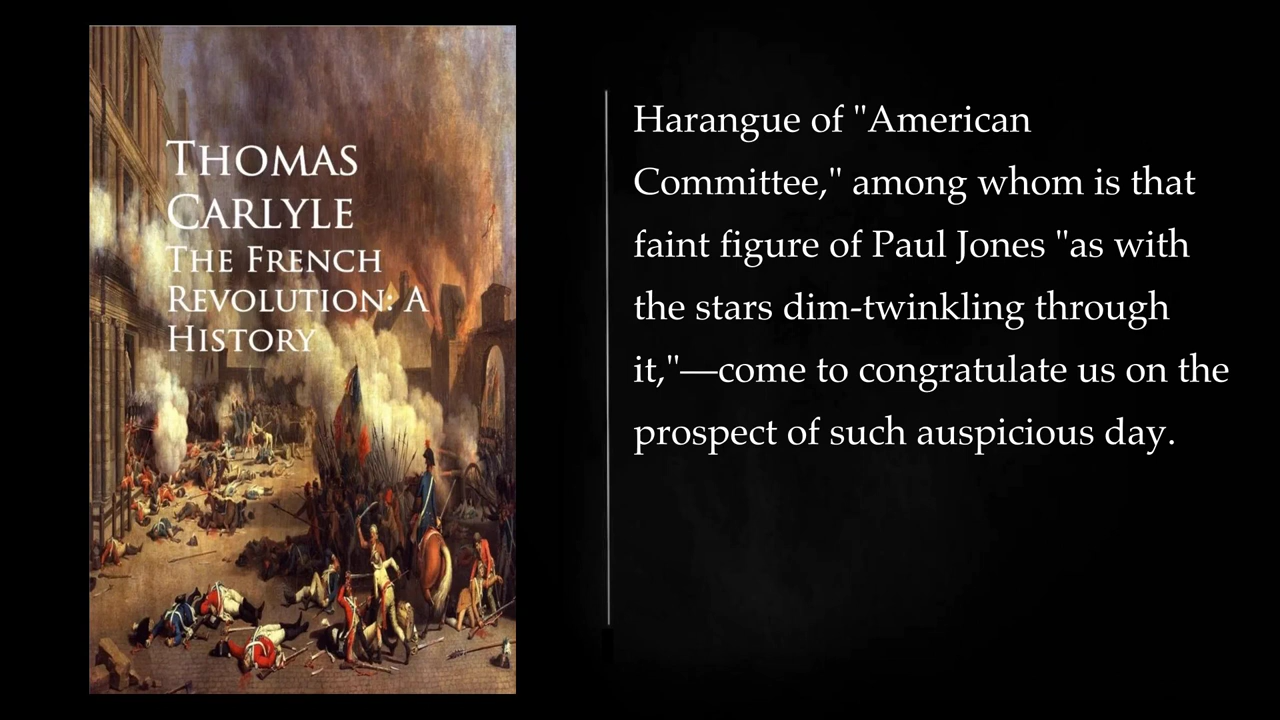 THOMAS
CARLYLE
THE FRENCH
REVOLUTION: A
HISTORY
Harangue of "American
Committee," among whom is that
faint figure of Paul Jones "as with
the stars dim-twinkling through
it,"—come to congratulate us on the
prospect of such auspicious day.